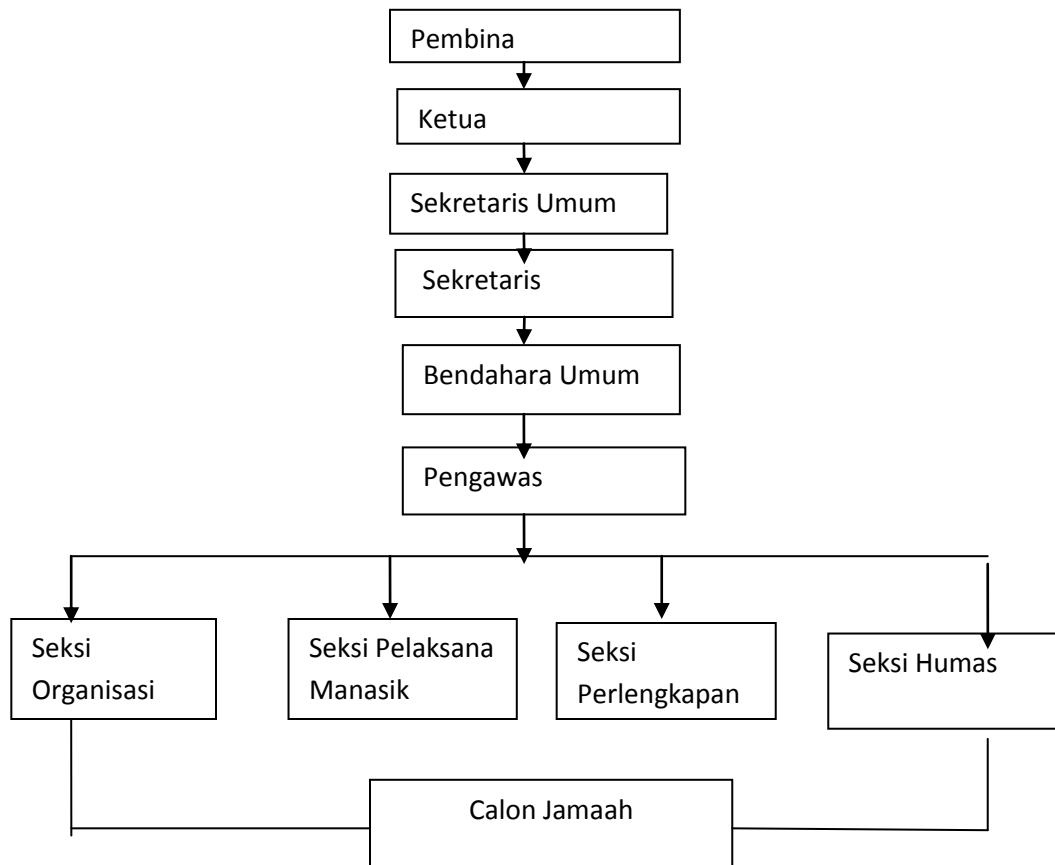 Pembina
Ketua
Sekretaris Umum
Sekretaris
Bendahara Umum
Pengawas
Seksi
Organisasi
Seksi Pelaksana
Manasik
Seksi
Perlengkapan
Seksi Humas
Calon Jamaah